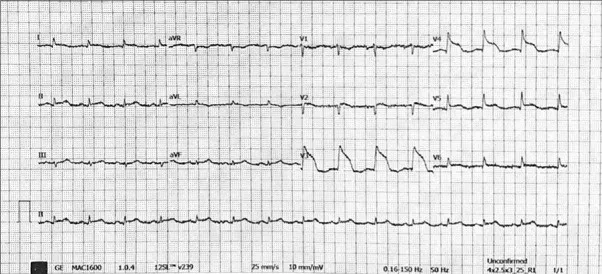 I aVR V1 V4
II aVL V2 V5
III aVF V3 V6
II
Unconfirmed
GE MAC1600 1.0.4 12SL™ v239 25 mm/s 10 mm/mV 0.16-150 Hz 50 Hz 4x2.5x3_25_R1 1/1